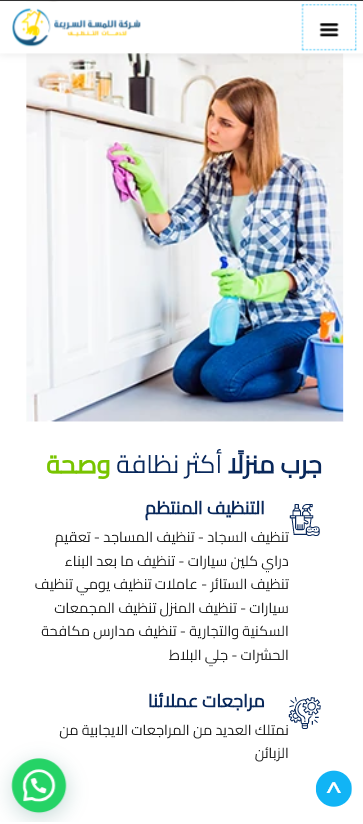 شركة اللمسة السريعة
لخدمات التنظيف
جرب منزلًا أكثر نظافة وصحة
التنظيف المنتظم
تنظيف السجاد - تنظيف المساجد - تعقيم
دراي كلين سيارات - تنظيف ما بعد البناء
تنظيف الستائر - عاملات تنظيف يومي تنظيف
سيارات - تنظيف المنزل تنظيف المجمعات
السكنية والتجارية - تنظيف مدارس مكافحة
الحشرات - جلي البلاط
مراجعات عملائنا
نمتلك العديد من المراجعات الايجابية من
الزبائن